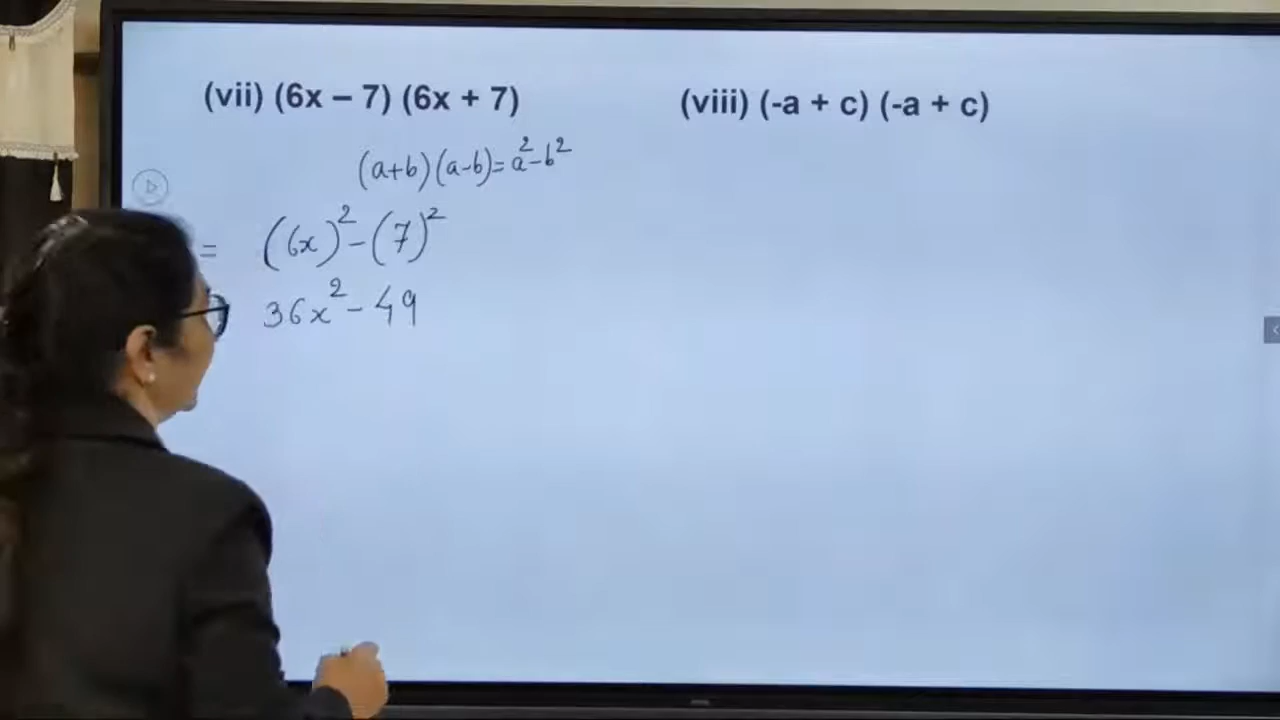 (vii) (6x – 7) (6x + 7)
(a+b)(a-b)=a²-b²
= (6x)²-(7)²
36x²-49
(viii) (-a + c) (-a + c)